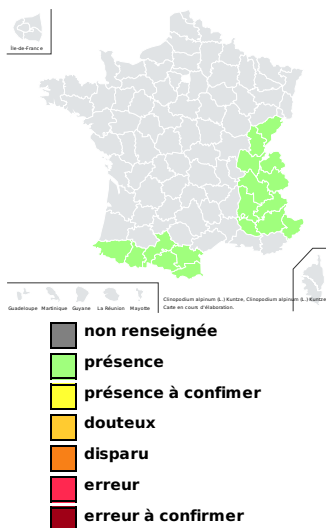 Île-de-France
Guadeloupe Martinique Guyane La Réunion Mayotte
Clinopodium alpinum (L.) Kuntze, Clinopodium alpinum (L.) Kuntze
Carte en cours d'élaboration.
non renseignée
présence
présence à confimer
douteux
disparu
erreur
erreur à confirmer